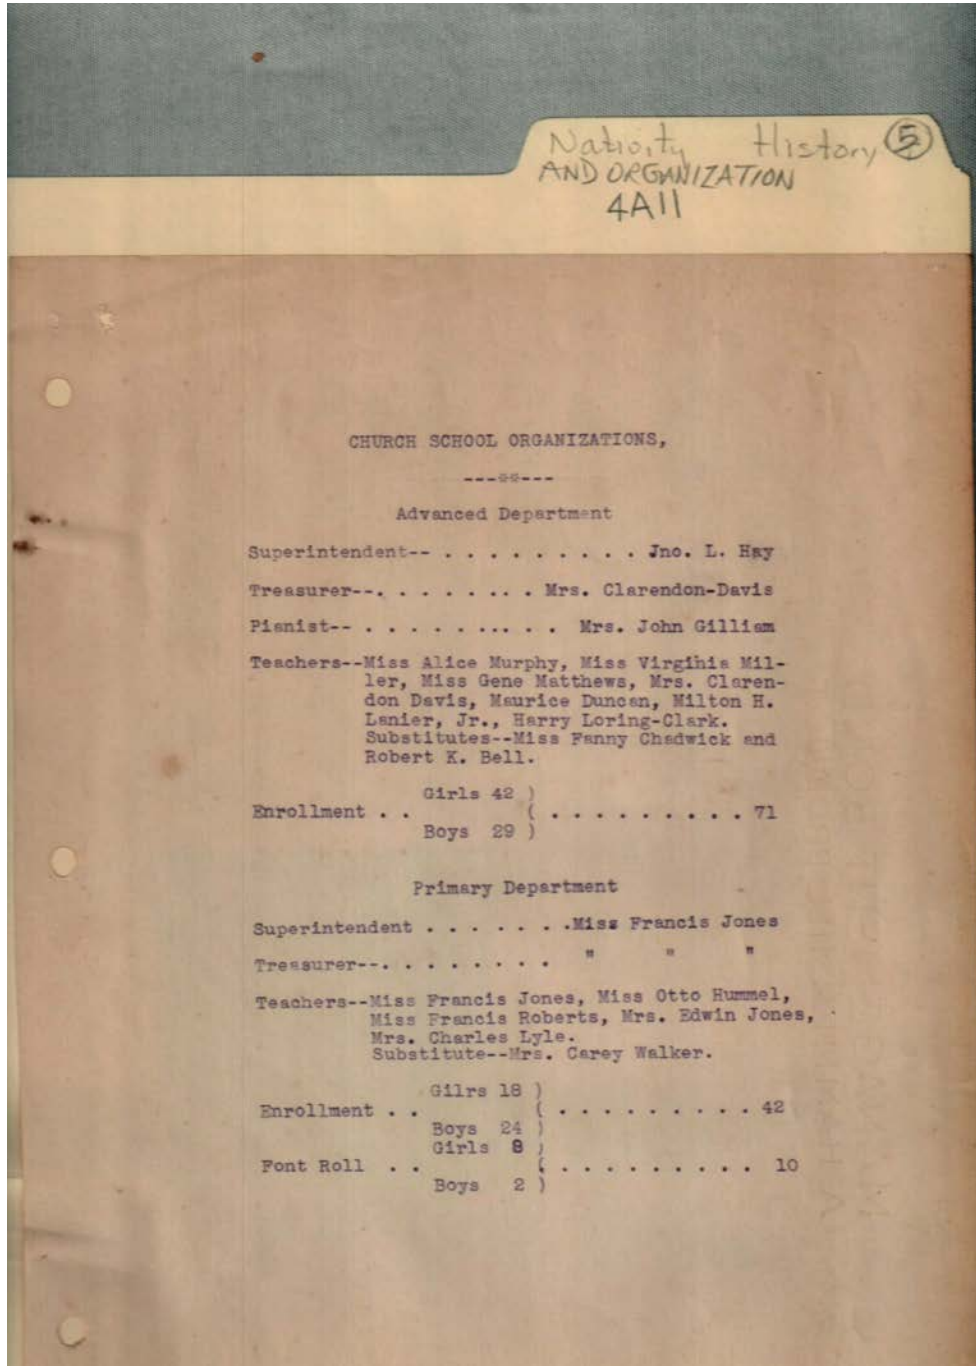 Nativity History 5
AND ORGANIZATION
4A11
CHURCH SCHOOL ORGANIZATIONS,
---**---
Advanced Department
Superintendent-- . . . . . . . . . Jno. L. Hay
Treasurer--. . . . . . . . Mrs. Clarendon-Davis
Pianist-- . . . . . . ... . . Mrs. John Gilliam
Teachers--Miss Alice Murphy, Miss Virginia Mil-
ler, Miss Gene Matthews, Mrs. Claren-
don Davis, Maurice Duncan, Milton H.
Lanier, Jr., Harry Loring-Clark.
Substitutes--Miss Fanny Chadwick and
Robert K. Bell.
Girls 42 )
Enrollment . . ( . . . . . . . . . 71
Boys 29 )
Primary Department
Superintendent . . . . . . .Miss Francis Jones
Treasurer--. . . . . . . . " " "
Teachers--Miss Francis Jones, Miss Otto Hummel,
Miss Francis Roberts, Mrs. Edwin Jones,
Mrs. Charles Lyle.
Substitute--Mrs. Carey Walker.
Gilrs 18 )
Enrollment . . ( . . . . . . . . . 42
Boys 24 )
Girls 8 )
Font Roll . . ( . . . . . . . . . 10
Boys 2 )